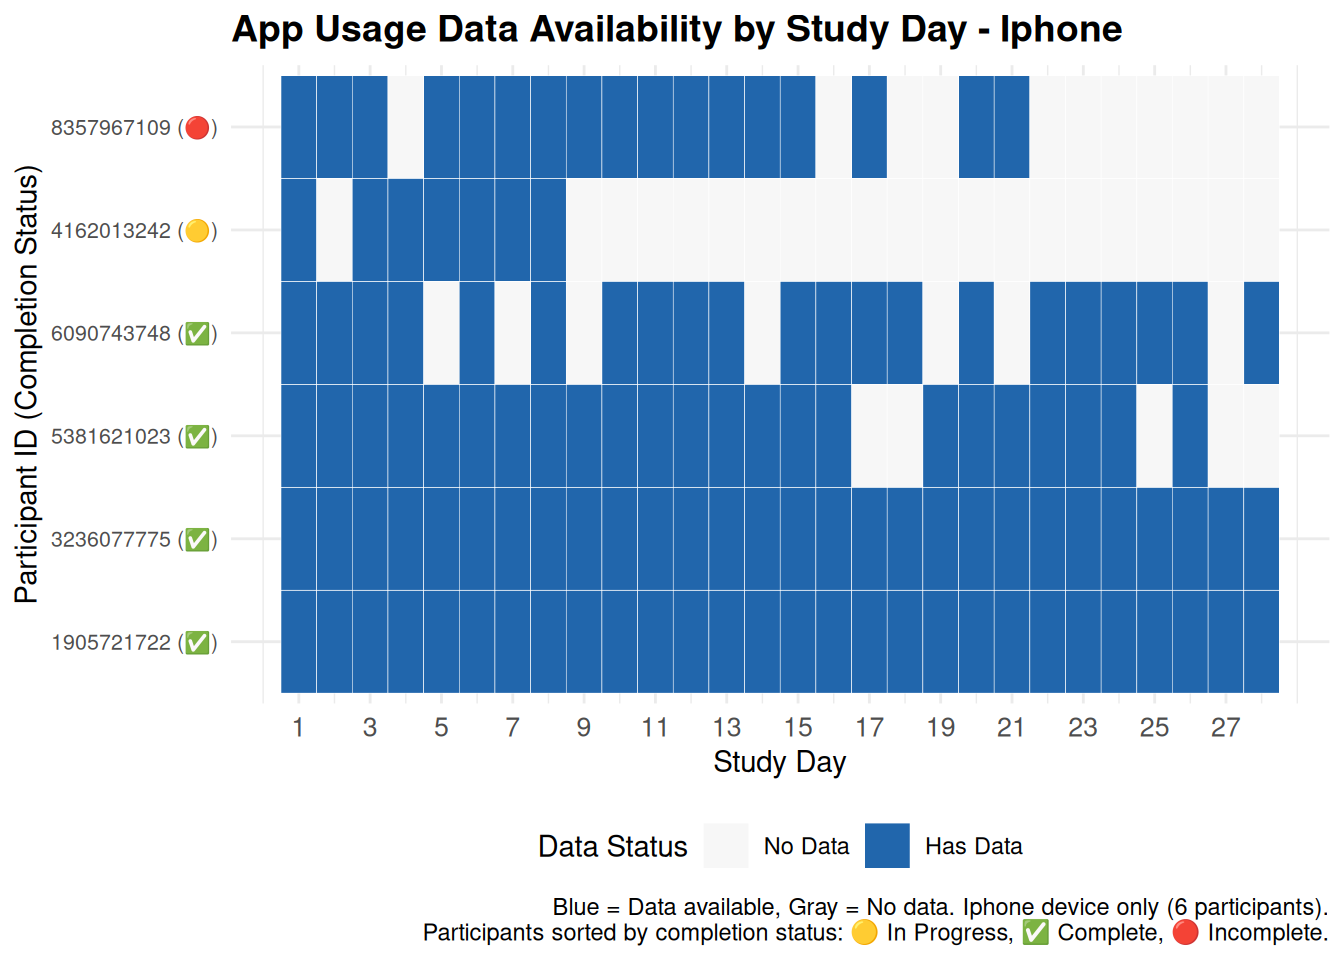 App Usage Data Availability by Study Day - Iphone
Participant ID (Completion Status)
8357967109 (🔴)
4162013242 (🟡)
6090743748 (✅)
5381621023 (✅)
3236077775 (✅)
1905721722 (✅)
1 3 5 7 9 11 13 15 17 19 21 23 25 27
Study Day
Data Status No Data Has Data
Blue = Data available, Gray = No data. Iphone device only (6 participants).
Participants sorted by completion status: 🟡 In Progress, ✅ Complete, 🔴 Incomplete.